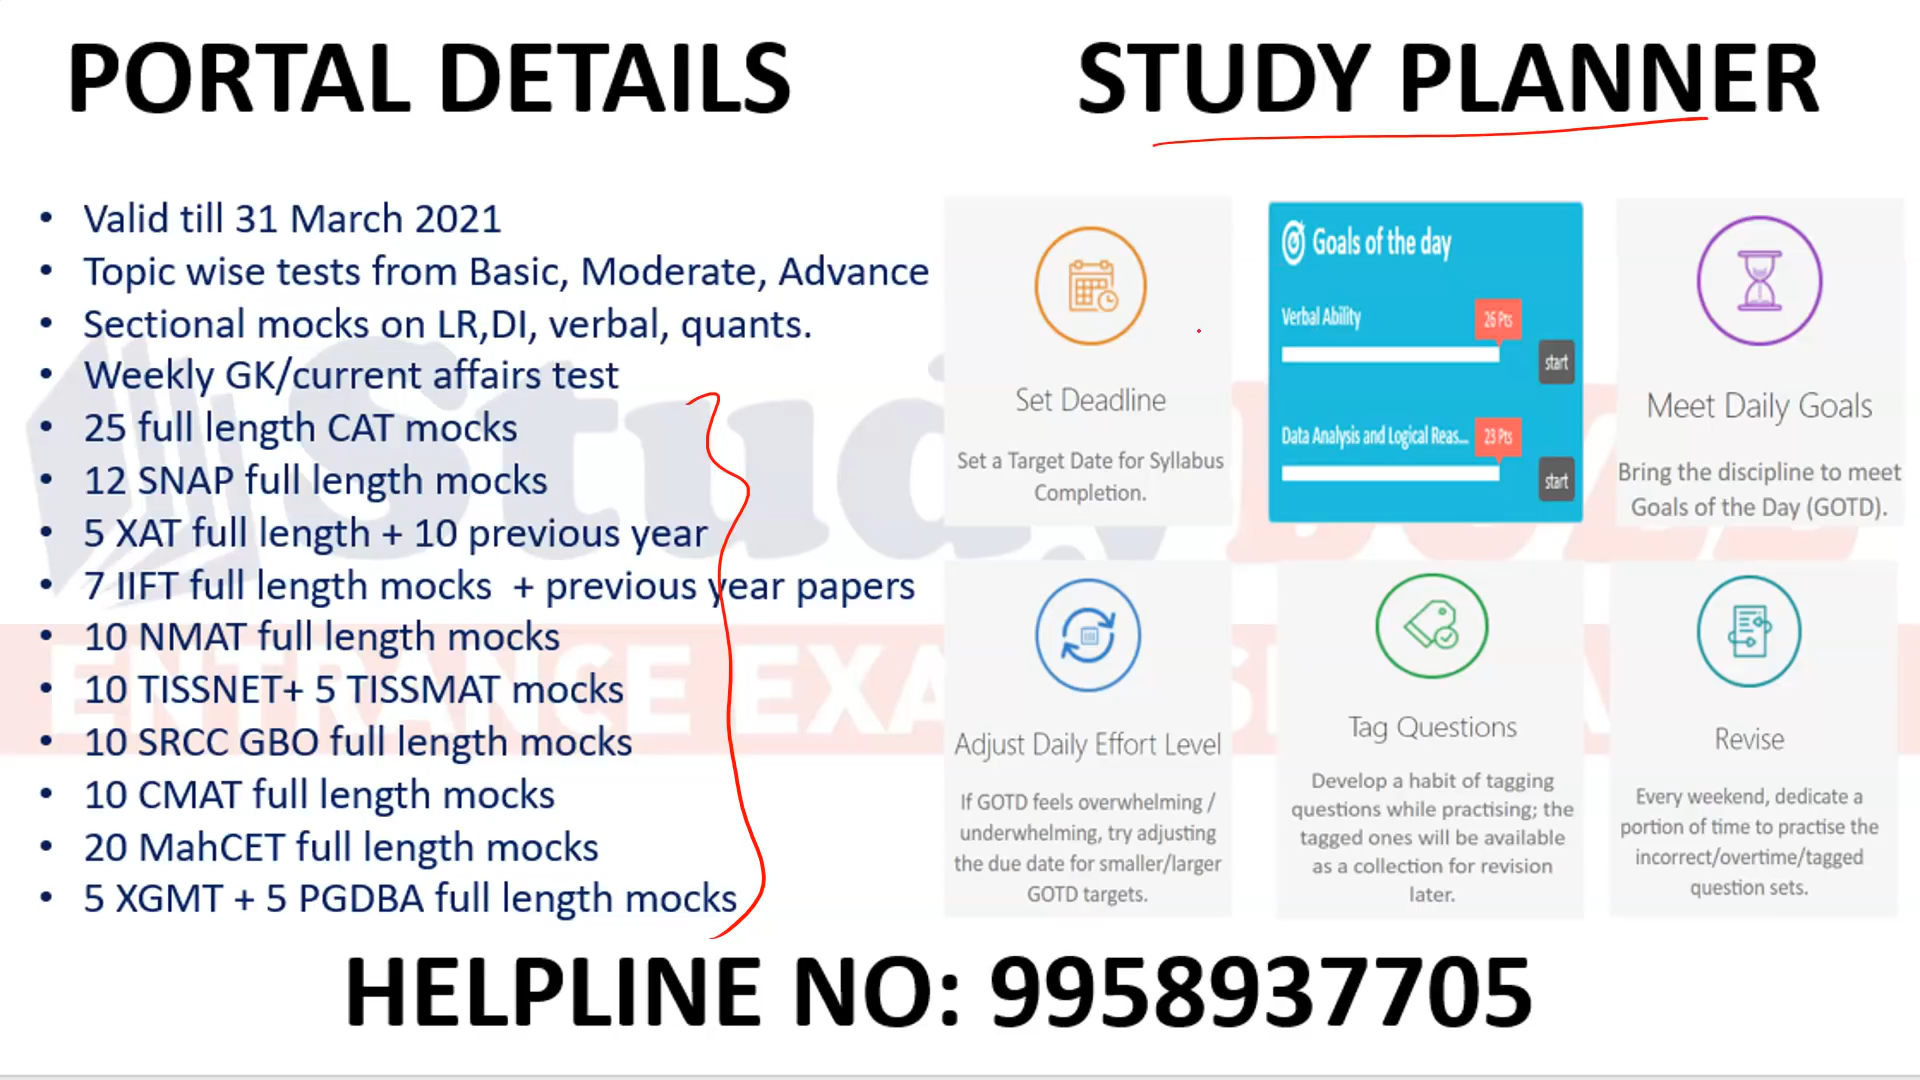 PORTAL DETAILS
• Valid till 31 March 2021
• Topic wise tests from Basic, Moderate, Advance
• Sectional mocks on LR,DI, verbal, quants.
• Weekly GK/current affairs test
• 25 full length CAT mocks
• 12 SNAP full length mocks
• 5 XAT full length + 10 previous year
• 7 IIFT full length mocks + previous year papers
• 10 NMAT full length mocks
• 10 TISSNET+ 5 TISSMAT mocks
• 10 SRCC GBO full length mocks
• 10 CMAT full length mocks
• 20 MahCET full length mocks
• 5 XGMT + 5 PGDBA full length mocks
STUDY PLANNER
Set Deadline
Set a Target Date for Syllabus
Completion.
Goals of the day
Verbal Ability
26 Pts
start
Data Analysis and Logical Reas...
23 Pts
start
Meet Daily Goals
Bring the discipline to meet
Goals of the Day (GOTD).
Adjust Daily Effort Level
If GOTD feels overwhelming /
underwhelming, try adjusting
the due date for smaller/larger
GOTD targets.
Tag Questions
Develop a habit of tagging
questions while practising; the
tagged ones will be available
as a collection for revision
later.
Revise
Every weekend, dedicate a
portion of time to practise the
incorrect/overtime/tagged
question sets.
Study
ENTRANCE
HELPLINE NO: 9958937705